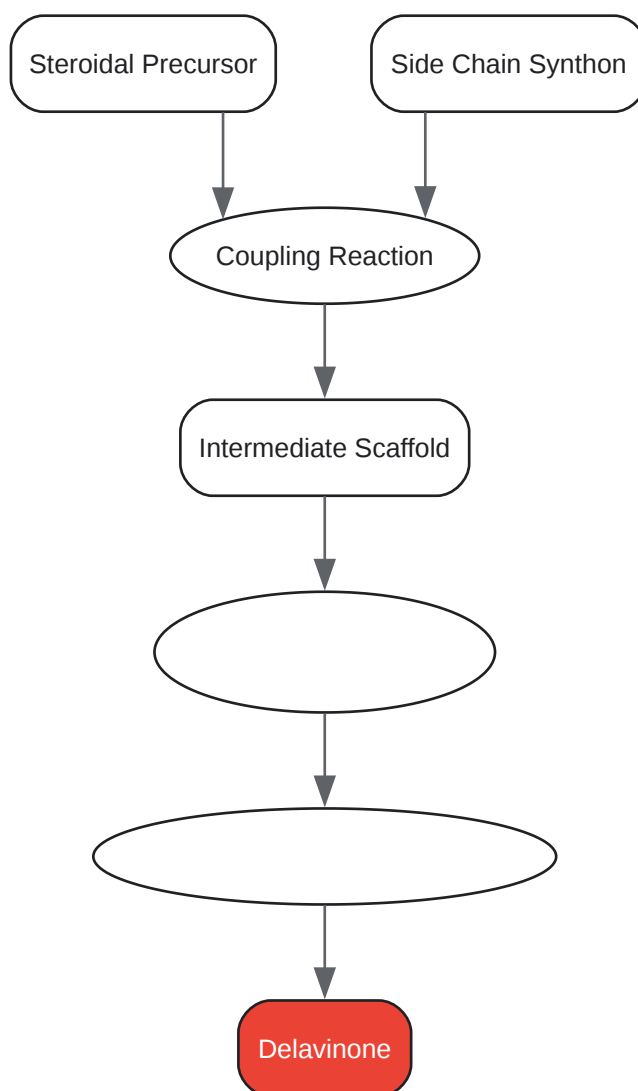 Steroidal Precursor
Side Chain Synthon
Coupling Reaction
Intermediate Scaffold
Delavinone